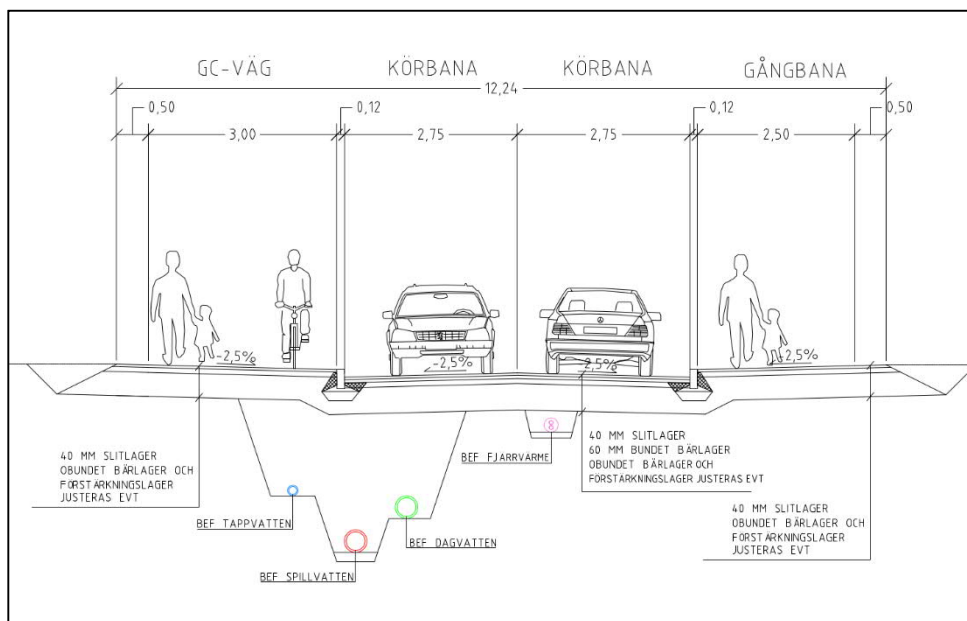 GC-VÄG KÖRBANA KÖRBANA GÅNGBANA
12,24
0,50 0,12 0,12 0,50
3,00 2,75 2,75 2,50
-2,5% -2,5% -2,5% -2,5%
40 MM SLITLAGER
OBUNDET BÄRLAGER OCH
FÖRSTÄRKNINGSLAGER
JUSTERAS EVT
BEF TAPPVATTEN
BEF SPILLVATTEN
BEF DAGVATTEN
BEF FJÄRRVÄRME
40 MM SLITLAGER
60 MM BUNDET BÄRLAGER
OBUNDET BÄRLAGER OCH
FÖRSTÄRKNINGSLAGER JUSTERAS EVT
40 MM SLITLAGER
OBUNDET BÄRLAGER OCH
FÖRSTÄRKNINGSLAGER
JUSTERAS EVT